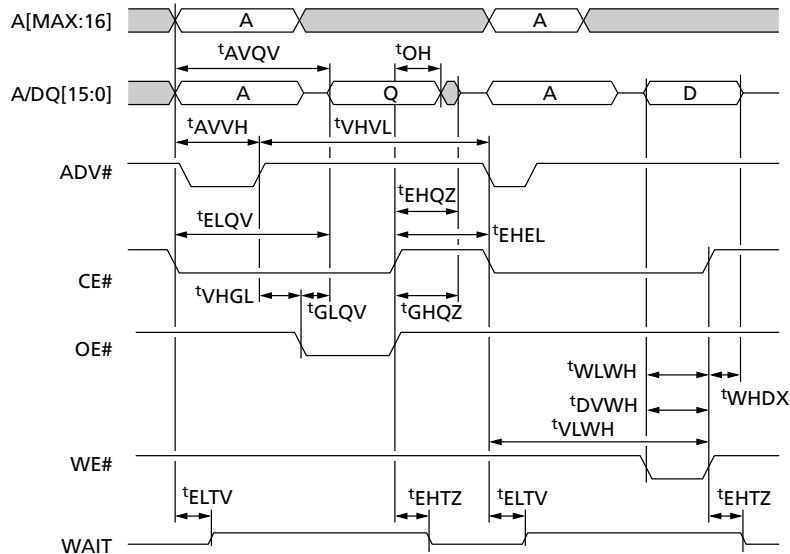 A[MAX:16] A A
tAVQV tOH
A/DQ[15:0] A Q A D
tAVVH tVHVL
ADV#
tEHQZ
tELQV tEHEL
CE#
tVHGL tGLQV tGHQZ
OE#
tWLWH tWHDX
tDVWH
tVLWH
WE#
tELTV tEHTZ tELTV tEHTZ
WAIT